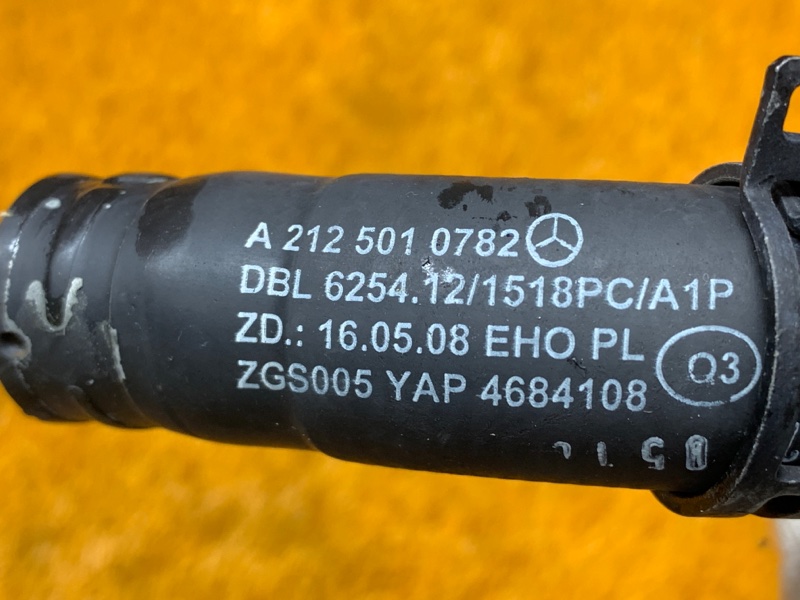 A 212 501 0782
DBL 6254.12/1518PC/A1P
ZD.: 16.05.08 EHO PL
Q3
ZGS005 YAP 4684108